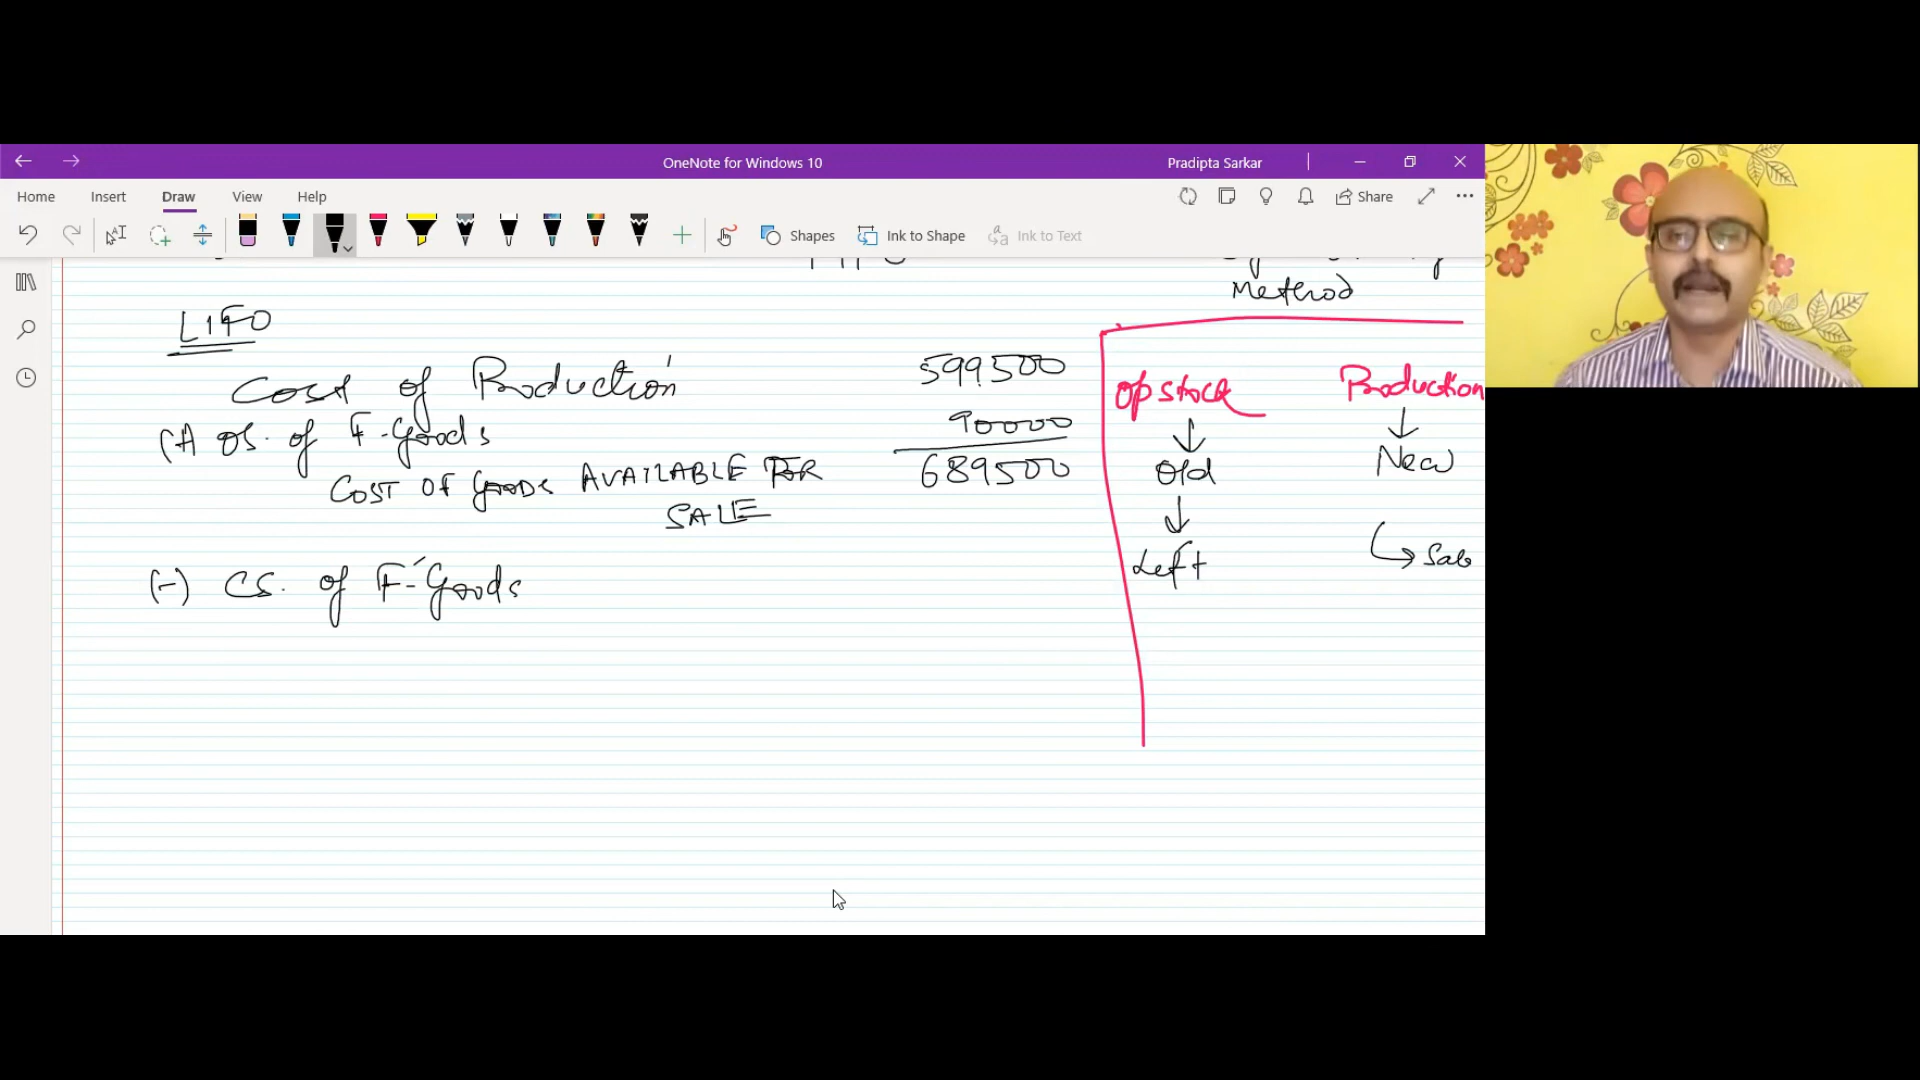 OneNote for Windows 10
Pradipta Sarkar
Home Insert Draw View Help
Share
Shapes Ink to Shape Ink to Text
Method
LIFO
Cost of Production 599500
OS. of F-Goods 90000
COST OF GOODS AVAILABLE FOR 689500
SALE
(-) CS. of F-Goods
Op stock Production
Old New
Left Sale